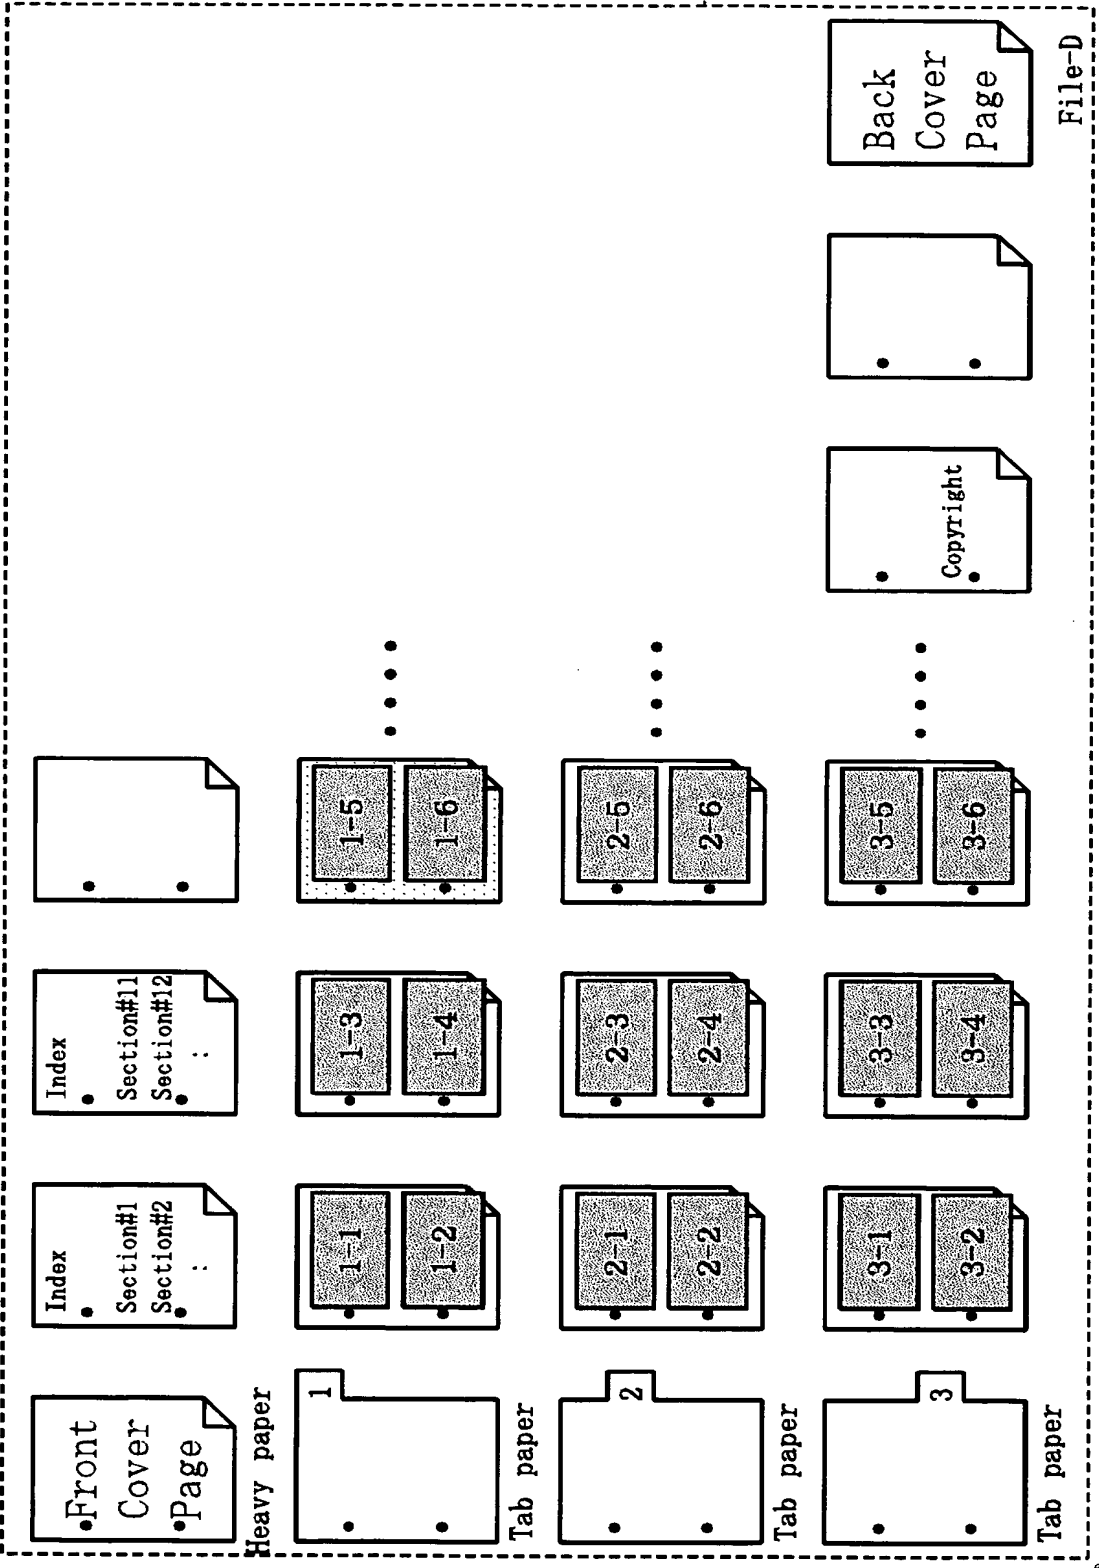 Front
Cover
Page
Heavy paper
Index
Section#1
Section#2
:
Index
Section#11
Section#12
:
1
Tab paper
1-1
1-2
1-3
1-4
1-5
1-6
2
Tab paper
2-1
2-2
2-3
2-4
2-5
2-6
3
Tab paper
3-1
3-2
3-3
3-4
3-5
3-6
Copyright
Back
Cover
Page
File-D